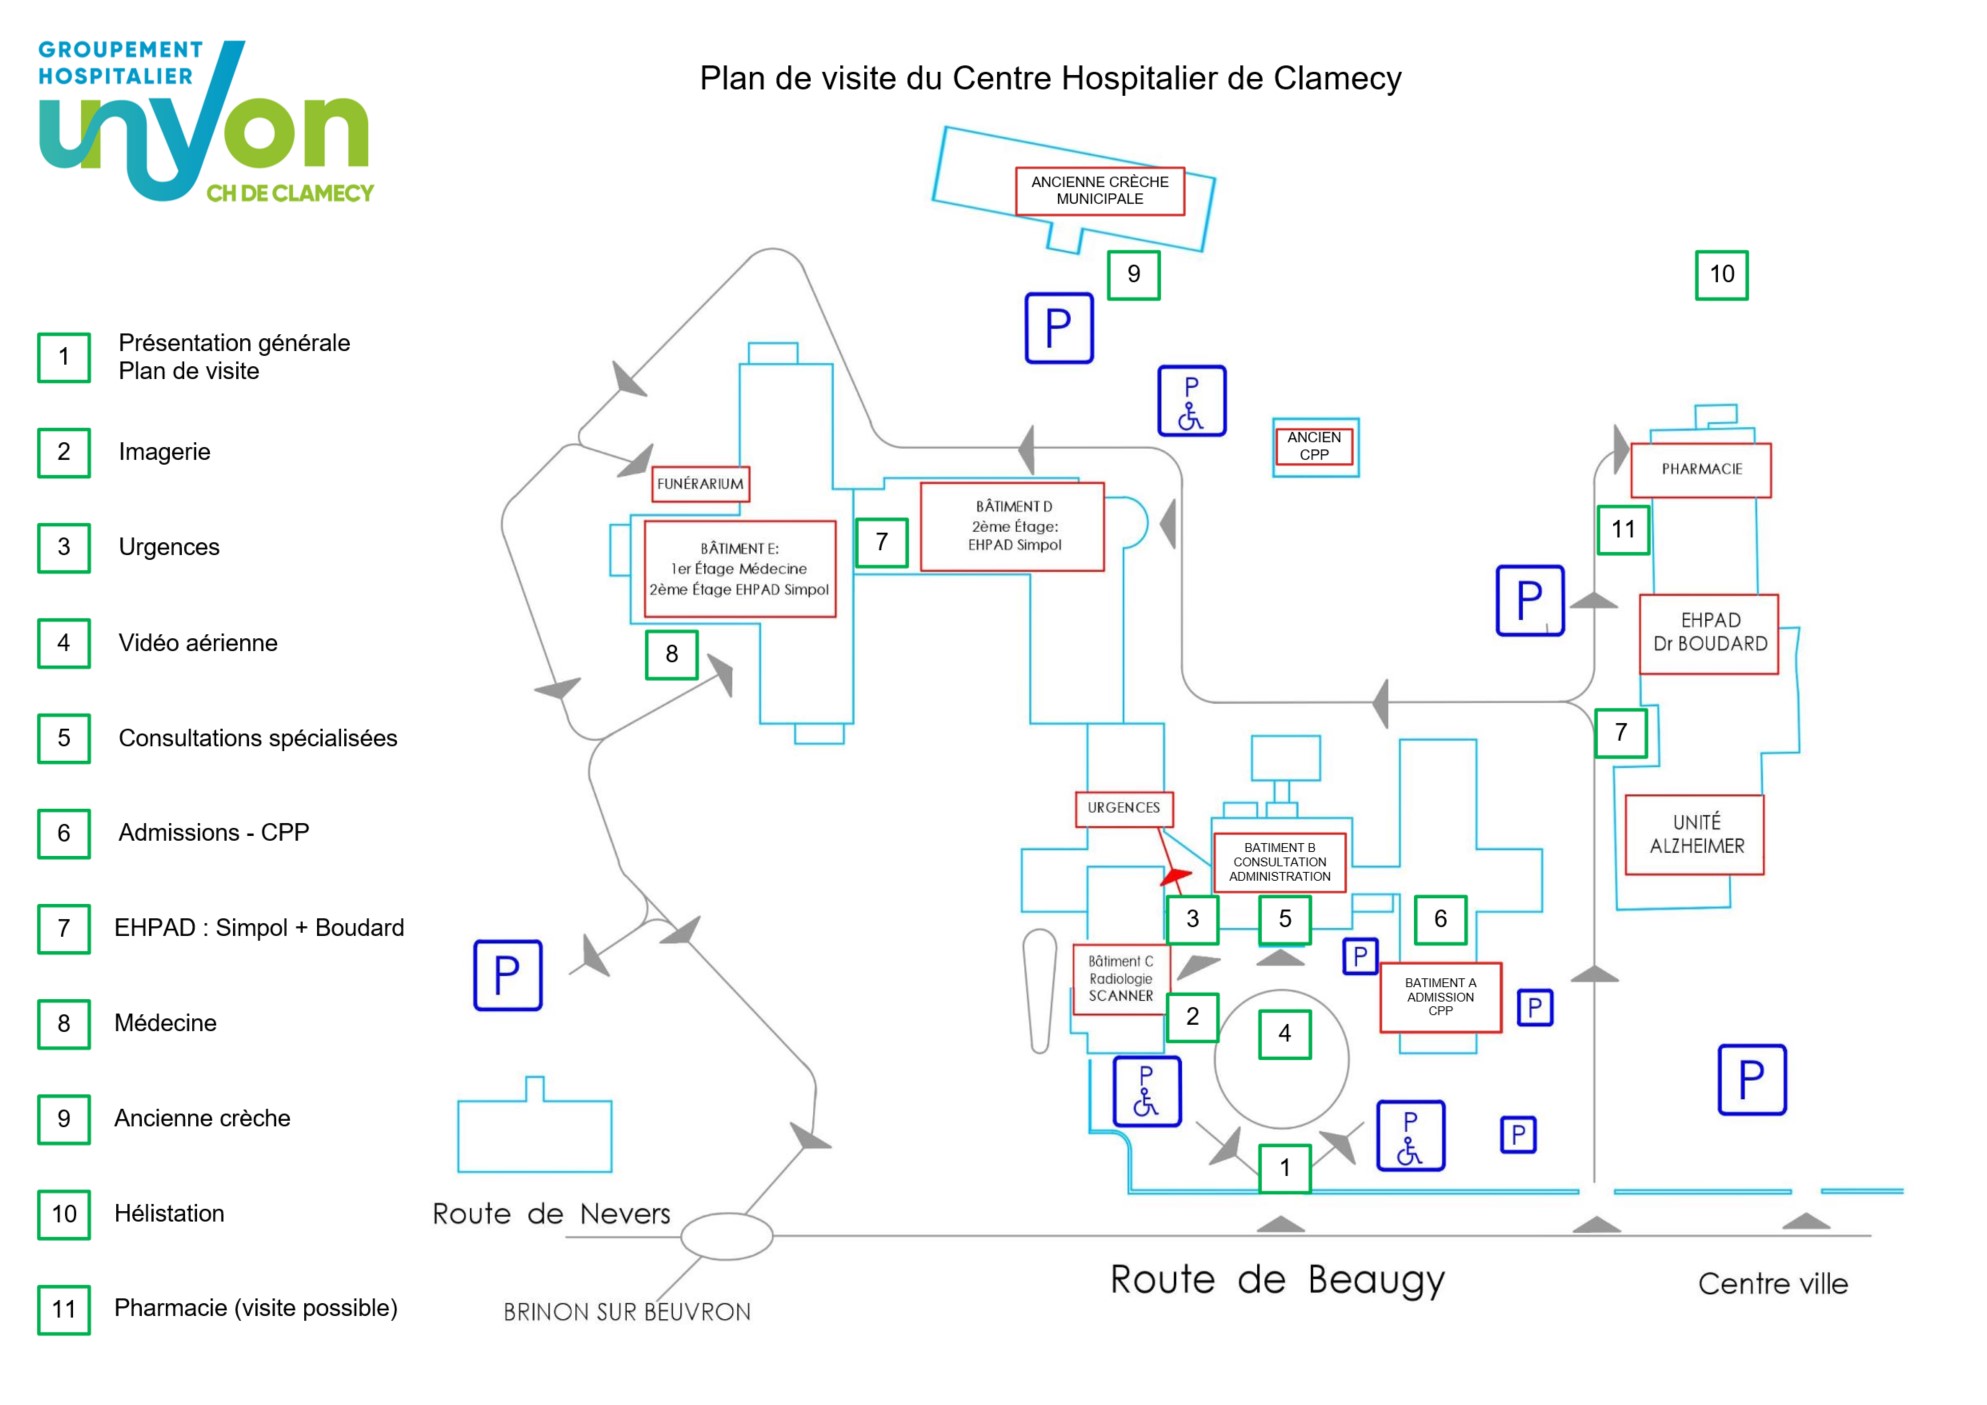 GROUPEMENT
HOSPITALIER
unyon
CH DE CLAMECY
Plan de visite du Centre Hospitalier de Clamecy
1 Présentation générale
Plan de visite
2 Imagerie
3 Urgences
4 Vidéo aérienne
5 Consultations spécialisées
6 Admissions - CPP
7 EHPAD : Simpol + Boudard
8 Médecine
9 Ancienne crèche
10 Hélistation
11 Pharmacie (visite possible)
ANCIENNE CRÈCHE
MUNICIPALE
9
10
P
P
ANCIEN
CPP
PHARMACIE
11
FUNÉRARIUM
BÂTIMENT D
2ème Étage:
EHPAD Simpol
7
BÂTIMENT E:
1er Étage Médecine
2ème Étage EHPAD Simpol
8
P
EHPAD
Dr BOUDARD
7
URGENCES
BATIMENT B
CONSULTATION
ADMINISTRATION
UNITÉ
ALZHEIMER
3
5
6
P
P
Bâtiment C
Radiologie
SCANNER
BATIMENT A
ADMISSION
CPP
2
4
P
P
P
P
P
1
Route de Nevers
BRINON SUR BEUVRON
Route de Beaugy
Centre ville